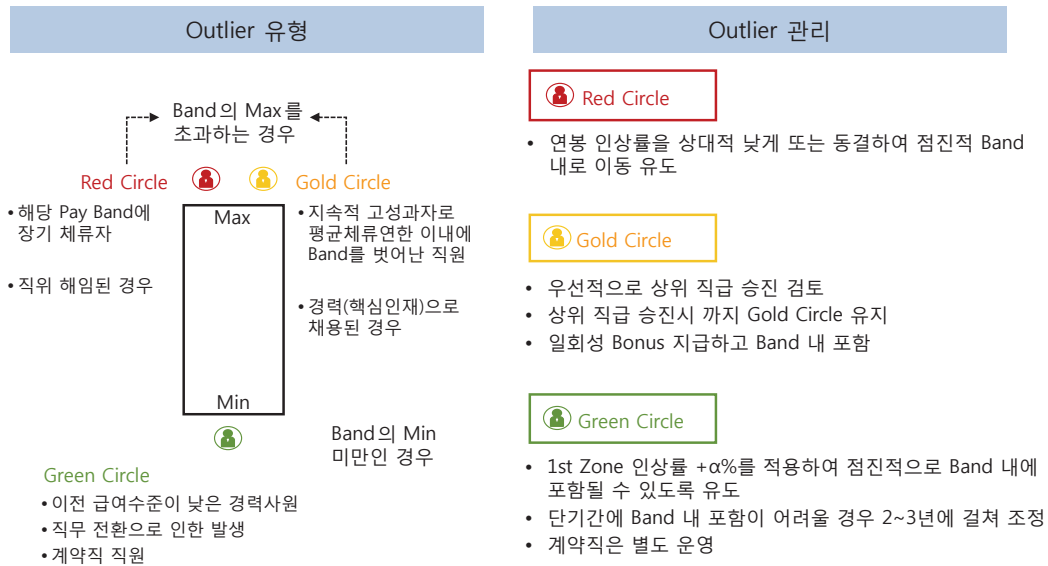 Outlier 유형
Band의 Max를
초과하는 경우
Red Circle
Gold Circle
• 해당 Pay Band에
장기 체류자
• 직위 해임된 경우
Max
• 지속적 고성과자로
평균체류연한 이내에
Band를 벗어난 직원
• 경력(핵심인재)으로
채용된 경우
Min
Band의 Min
미만인 경우
Green Circle
• 이전 급여수준이 낮은 경력사원
• 직무 전환으로 인한 발생
• 계약직 직원
Outlier 관리
Red Circle
• 연봉 인상률을 상대적 낮게 또는 동결하여 점진적 Band
내로 이동 유도
Gold Circle
• 우선적으로 상위 직급 승진 검토
• 상위 직급 승진시 까지 Gold Circle 유지
• 일회성 Bonus 지급하고 Band 내 포함
Green Circle
• 1st Zone 인상률 +α%를 적용하여 점진적으로 Band 내에
포함될 수 있도록 유도
• 단기간에 Band 내 포함이 어려울 경우 2~3년에 걸쳐 조정
• 계약직은 별도 운영